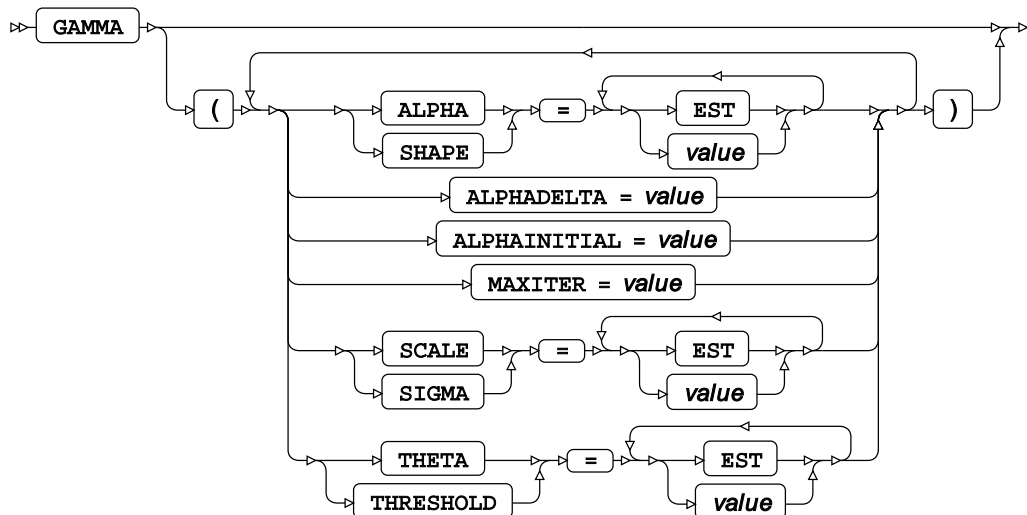 GAMMA
( ALPHA = EST )
SHAPE value
ALPHADELTA = value
ALPHAINITIAL = value
MAXITER = value
SCALE = EST
SIGMA value
THETA = EST
THRESHOLD value